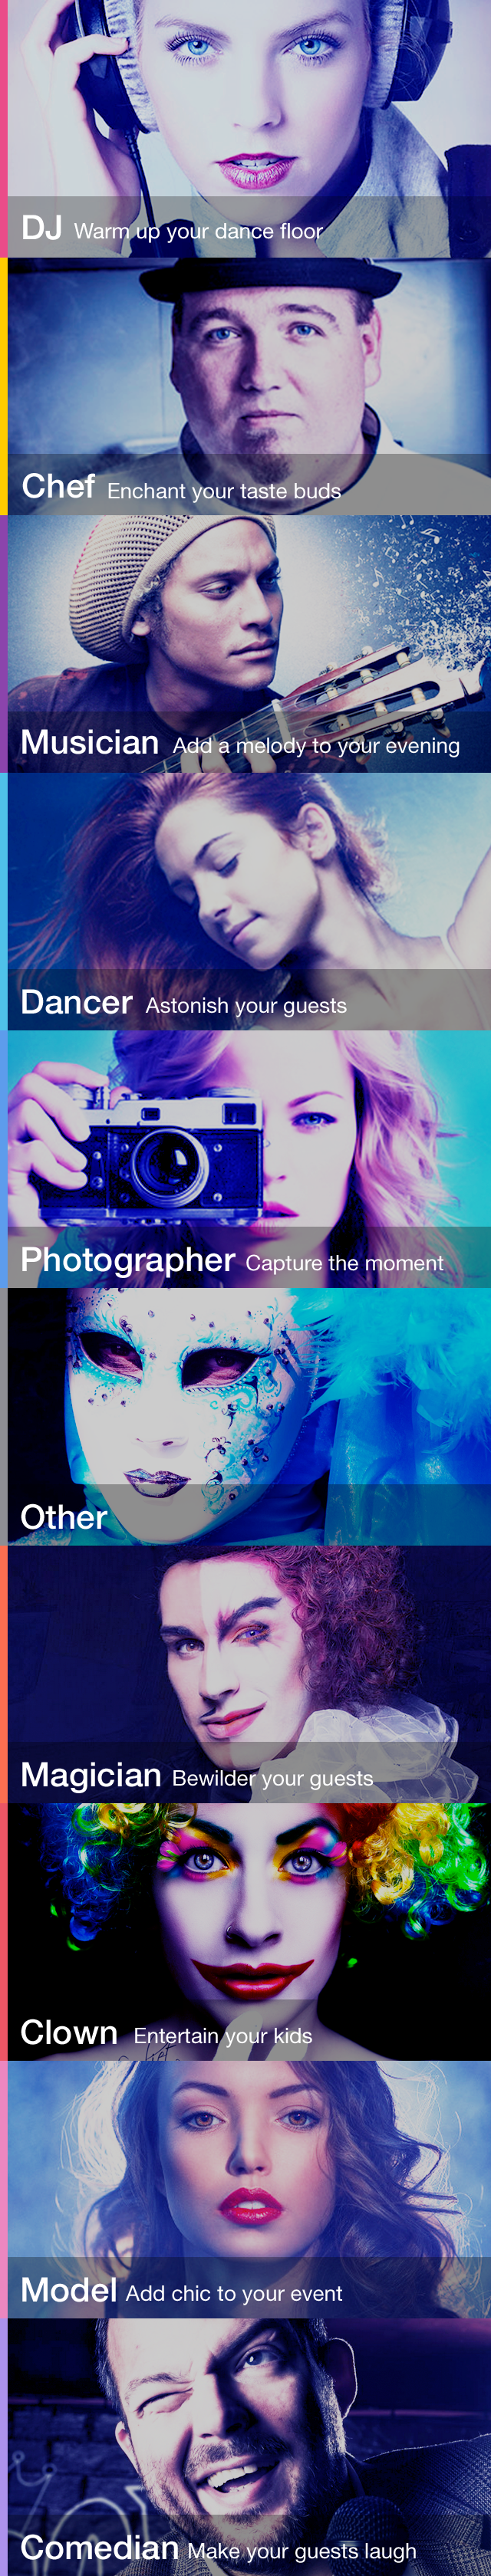 DJ Warm up your dance floor
Chef Enchant your taste buds
Musician Add a melody to your evening
Dancer Astonish your guests
Photographer Capture the moment
Other
Magician Bewilder your guests
Clown Entertain your kids
Model Add chic to your event
Comedian Make your guests laugh